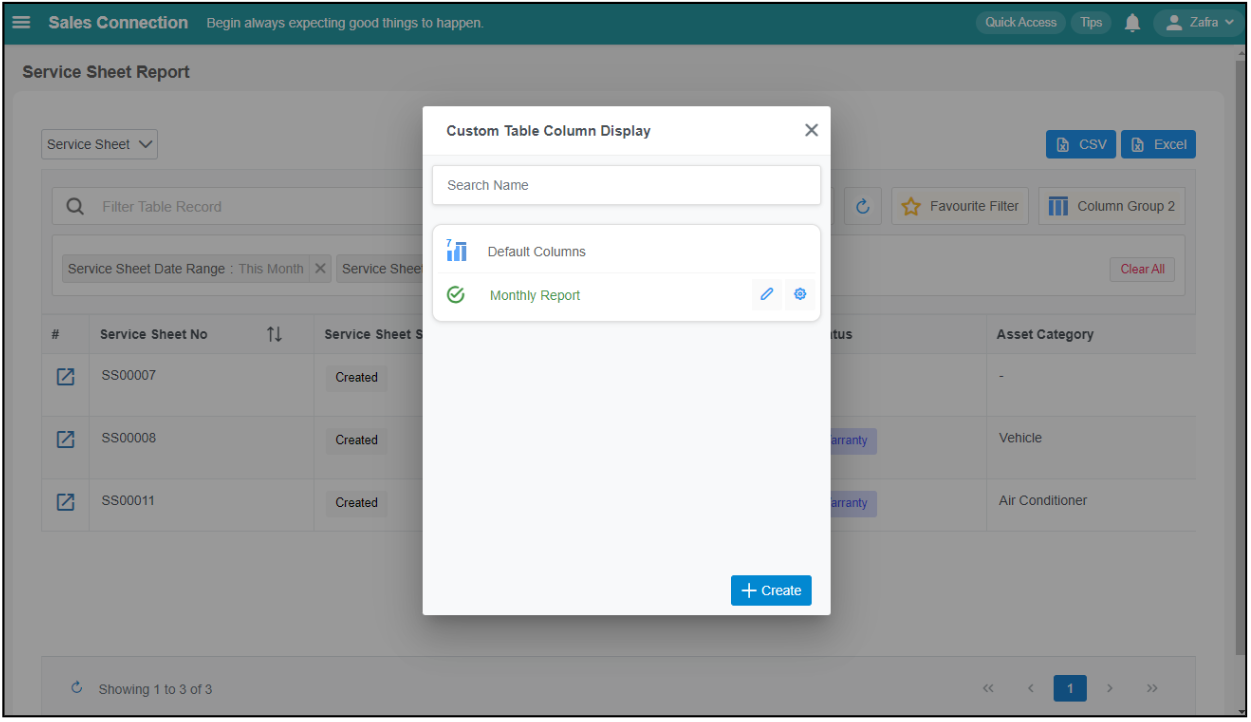 Sales Connection Begin always expecting good things to happen. Quick Access Tips Zafra
Service Sheet Report
Custom Table Column Display
Service Sheet CSV Excel
Search Name
Filter Table Record Favourite Filter Column Group 2
7 Default Columns
Service Sheet Date Range : This Month Service Sheet Clear All
Monthly Report
# Service Sheet No Service Sheet S tus Asset Category
SS00007 Created -
SS00008 Created arranty Vehicle
SS00011 Created arranty Air Conditioner
Create
Showing 1 to 3 of 3 << < 1 > >>